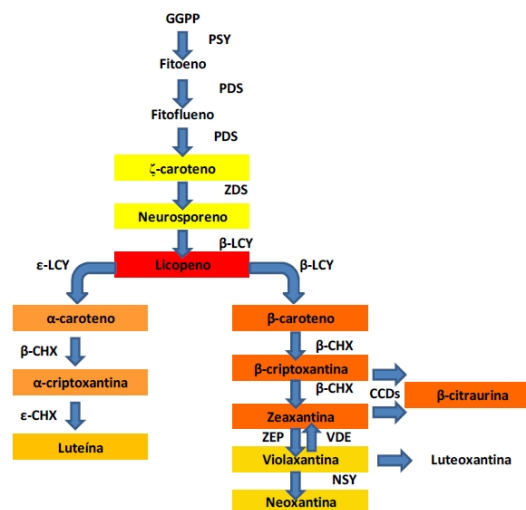 GGPP
PSY
Fitoeno
PDS
Fitoflueno
PDS
ζ-caroteno
ZDS
Neurosporeno
β-LCY
ε-LCY
Licopeno
β-LCY
α-caroteno
β-caroteno
β-CHX
β-CHX
α-criptoxantina
β-criptoxantina
β-CHX
CCDs
β-citraurina
ε-CHX
Zeaxantina
ZEP
VDE
Luteína
Violaxantina
Luteoxantina
NSY
Neoxantina